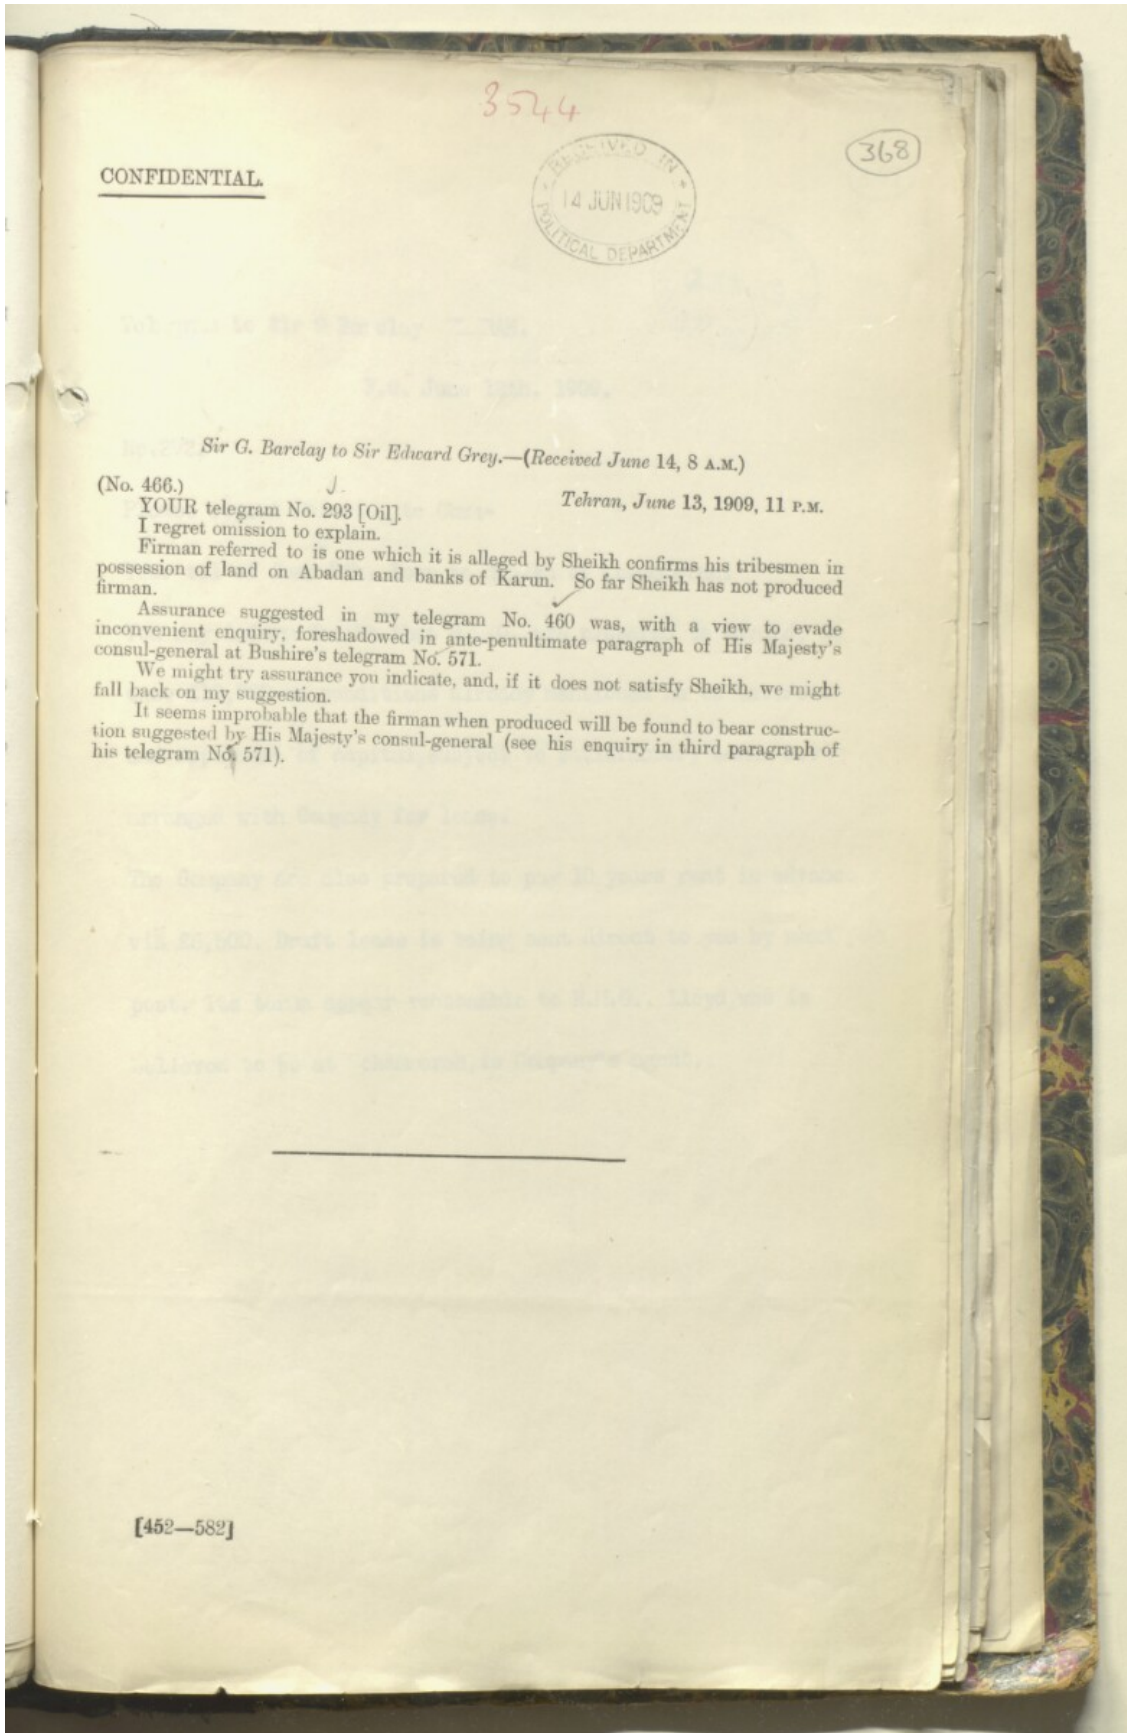 3544
368
CONFIDENTIAL.
RECEIVED IN
14 JUN 1909
POLITICAL DEPARTMENT
Sir G. Barclay to Sir Edward Grey.—(Received June 14, 8 A.M.)
(No. 466.)
Tehran, June 13, 1909, 11 P.M.
YOUR telegram No. 293 [Oil].
I regret omission to explain.
Firman referred to is one which it is alleged by Sheikh confirms his tribesmen in
possession of land on Abadan and banks of Karun. So far Sheikh has not produced
firman.
Assurance suggested in my telegram No. 460 was, with a view to evade
inconvenient enquiry, foreshadowed in ante-penultimate paragraph of His Majesty's
consul-general at Bushire's telegram No. 571.
We might try assurance you indicate, and, if it does not satisfy Sheikh, we might
fall back on my suggestion.
It seems improbable that the firman when produced will be found to bear construc-
tion suggested by His Majesty's consul-general (see his enquiry in third paragraph of
his telegram No. 571).
[452—582]